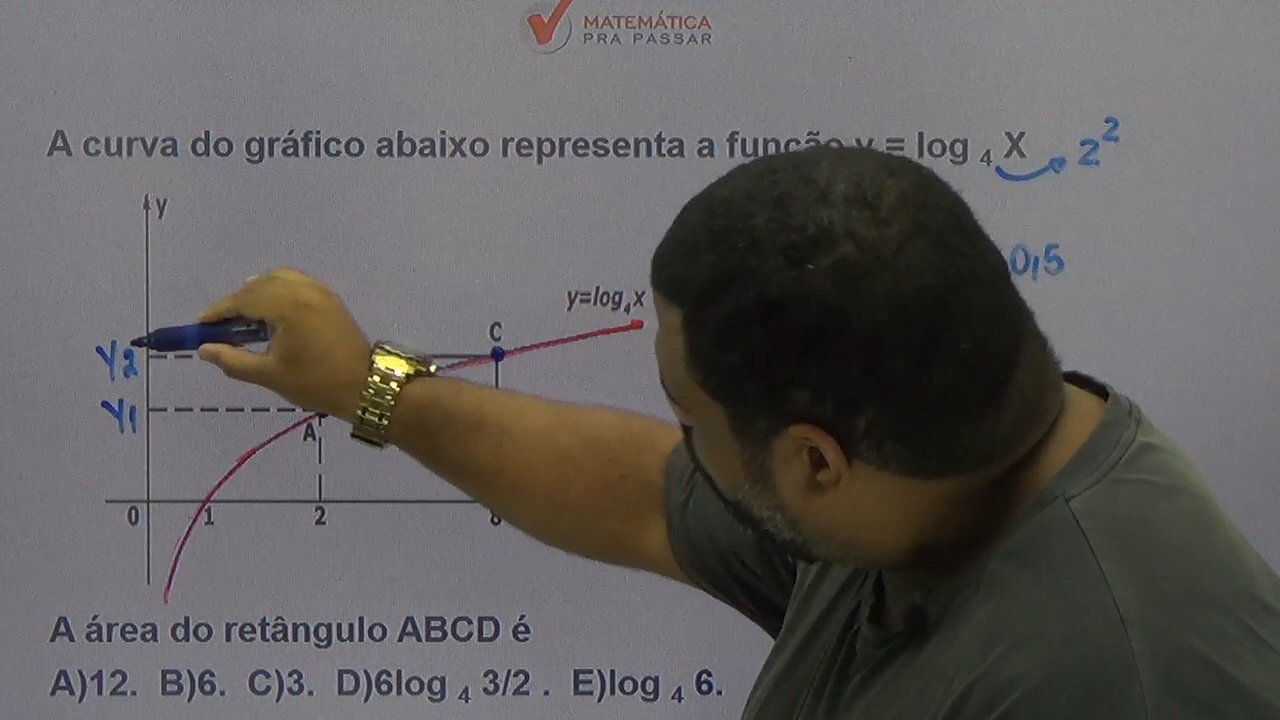 MATEMÁTICA
PRA PASSAR
A curva do gráfico abaixo representa a função y = log 4 X 2²
y
0,5
y=log4x
C
Y2
Y1
A
0 1 2
A área do retângulo ABCD é
A)12. B)6. C)3. D)6log 4 3/2 . E)log 4 6.